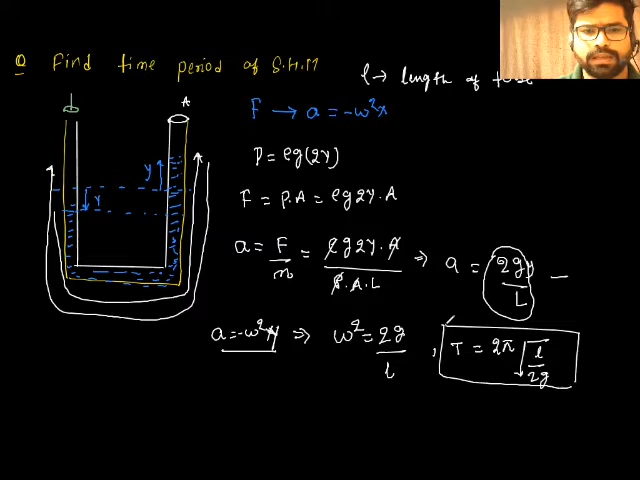 Q Find time period of S.H.M
l → length of tube
A
F → a = -ω²x
y
y
P = ρg(2y)
F = P.A = ρg2y.A
a = F/m = ρg2y.A/ρ.A.L ⇒ a = 2gy/L —
a = -ω²y ⇒ ω² = 2g/l , T = 2π√(l/2g)